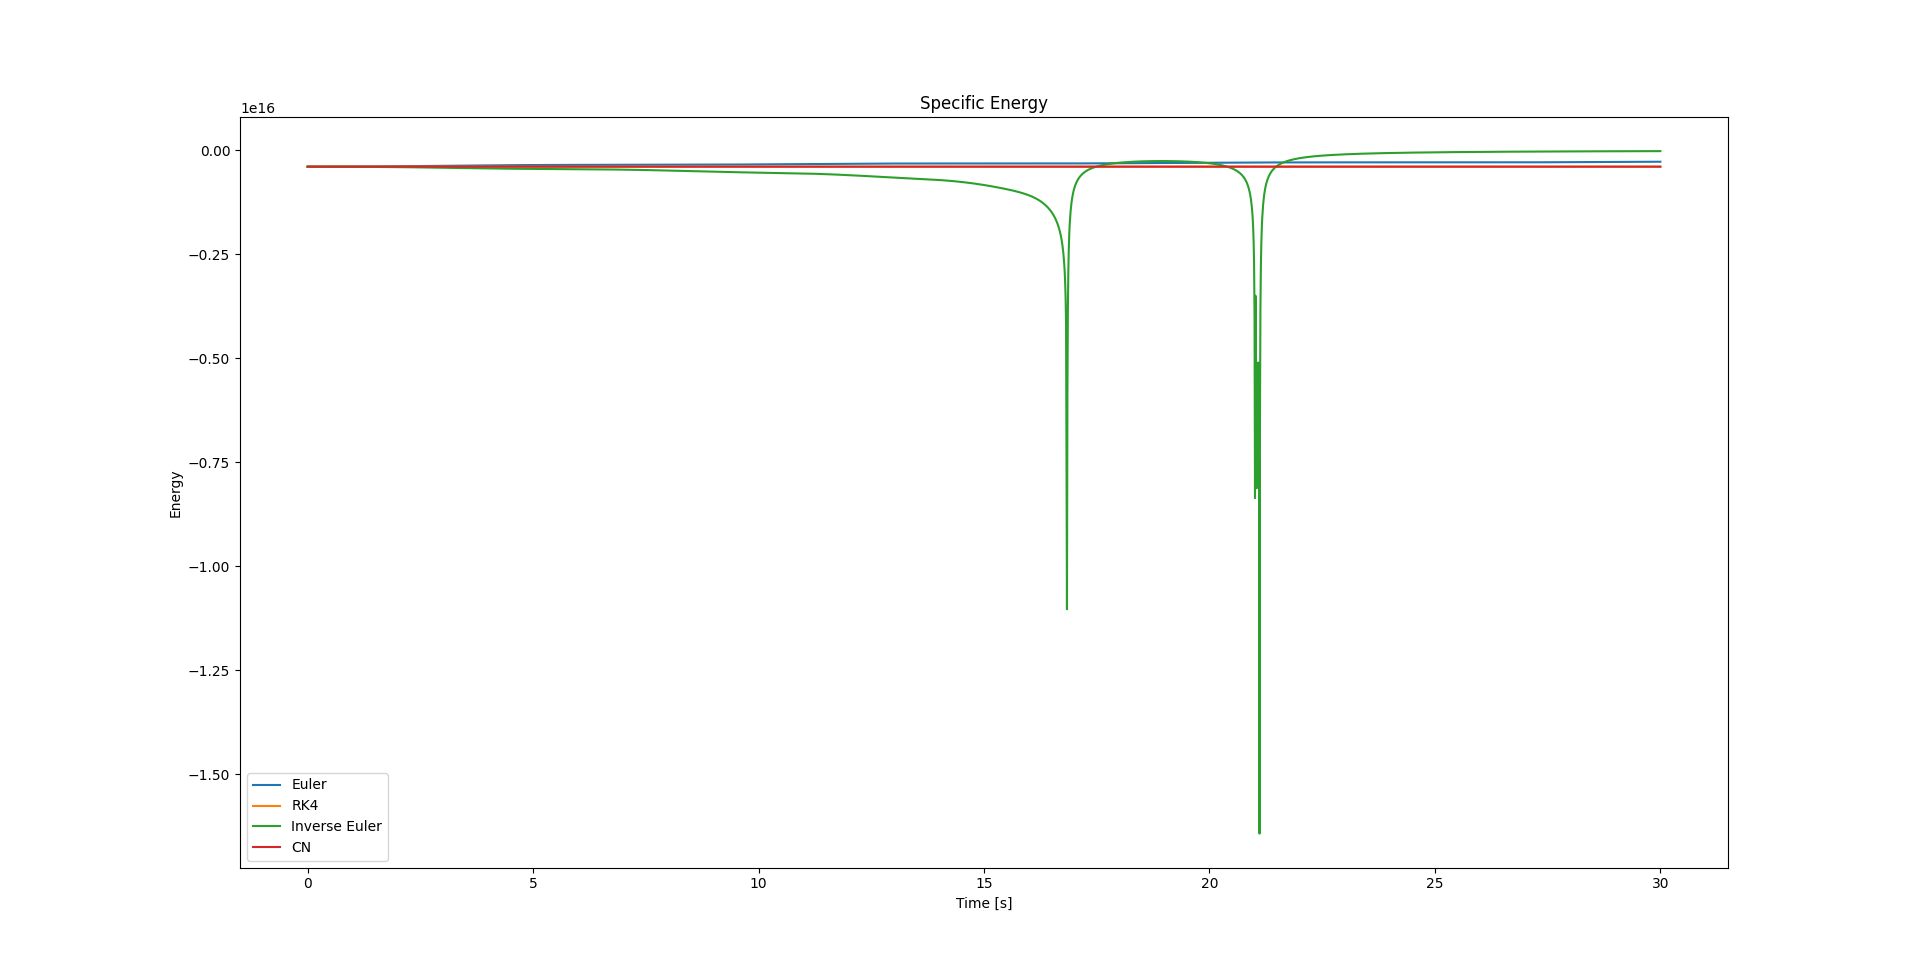 Specific Energy
1e16
0.00
−0.25
−0.50
−0.75
−1.00
−1.25
−1.50
Energy
0 5 10 15 20 25 30
Time [s]
Euler
RK4
Inverse Euler
CN